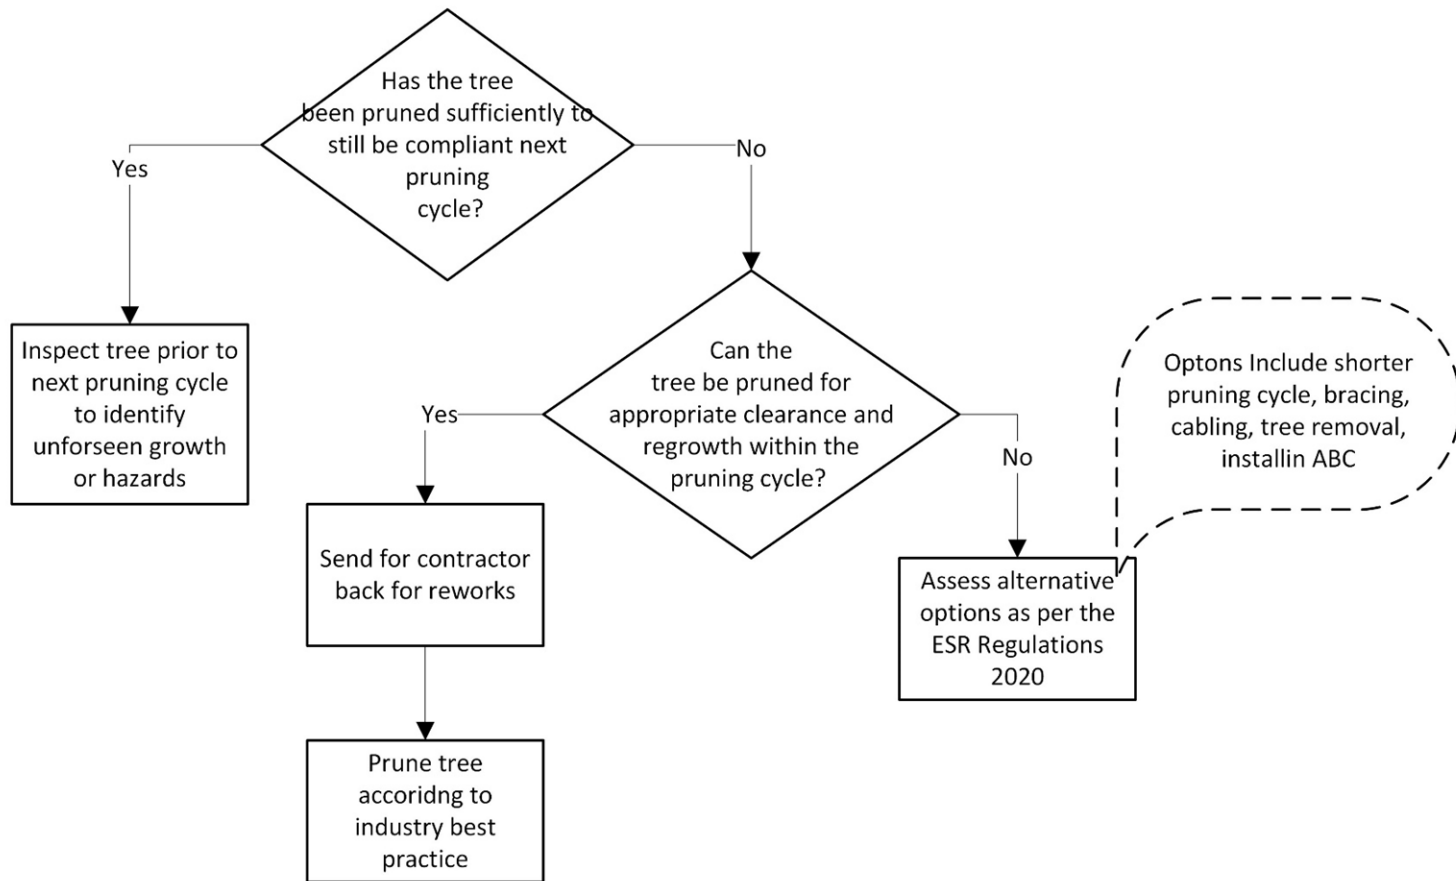 Has the tree
been pruned sufficiently to
still be compliant next
pruning
cycle?
Yes
No
Inspect tree prior to
next pruning cycle
to identify
unforseen growth
or hazards
Can the
tree be pruned for
appropriate clearance and
regrowth within the
pruning cycle?
Yes
No
Optons Include shorter
pruning cycle, bracing,
cabling, tree removal,
installin ABC
Send for contractor
back for reworks
Assess alternative
options as per the
ESR Regulations
2020
Prune tree
accoridng to
industry best
practice